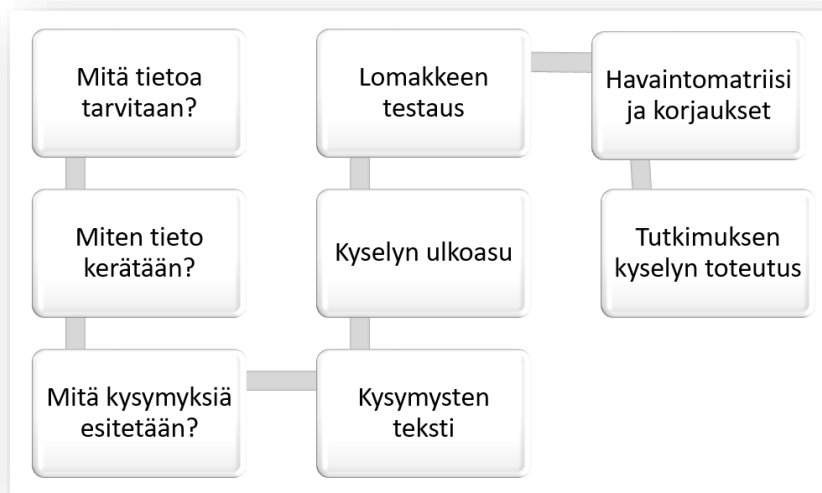 Mitä tietoa
tarvitaan?
Miten tieto
kerätään?
Mitä kysymyksiä
esitetään?
Kysymysten
teksti
Kyselyn ulkoasu
Lomakkeen
testaus
Havaintomatriisi
ja korjaukset
Tutkimuksen
kyselyn toteutus